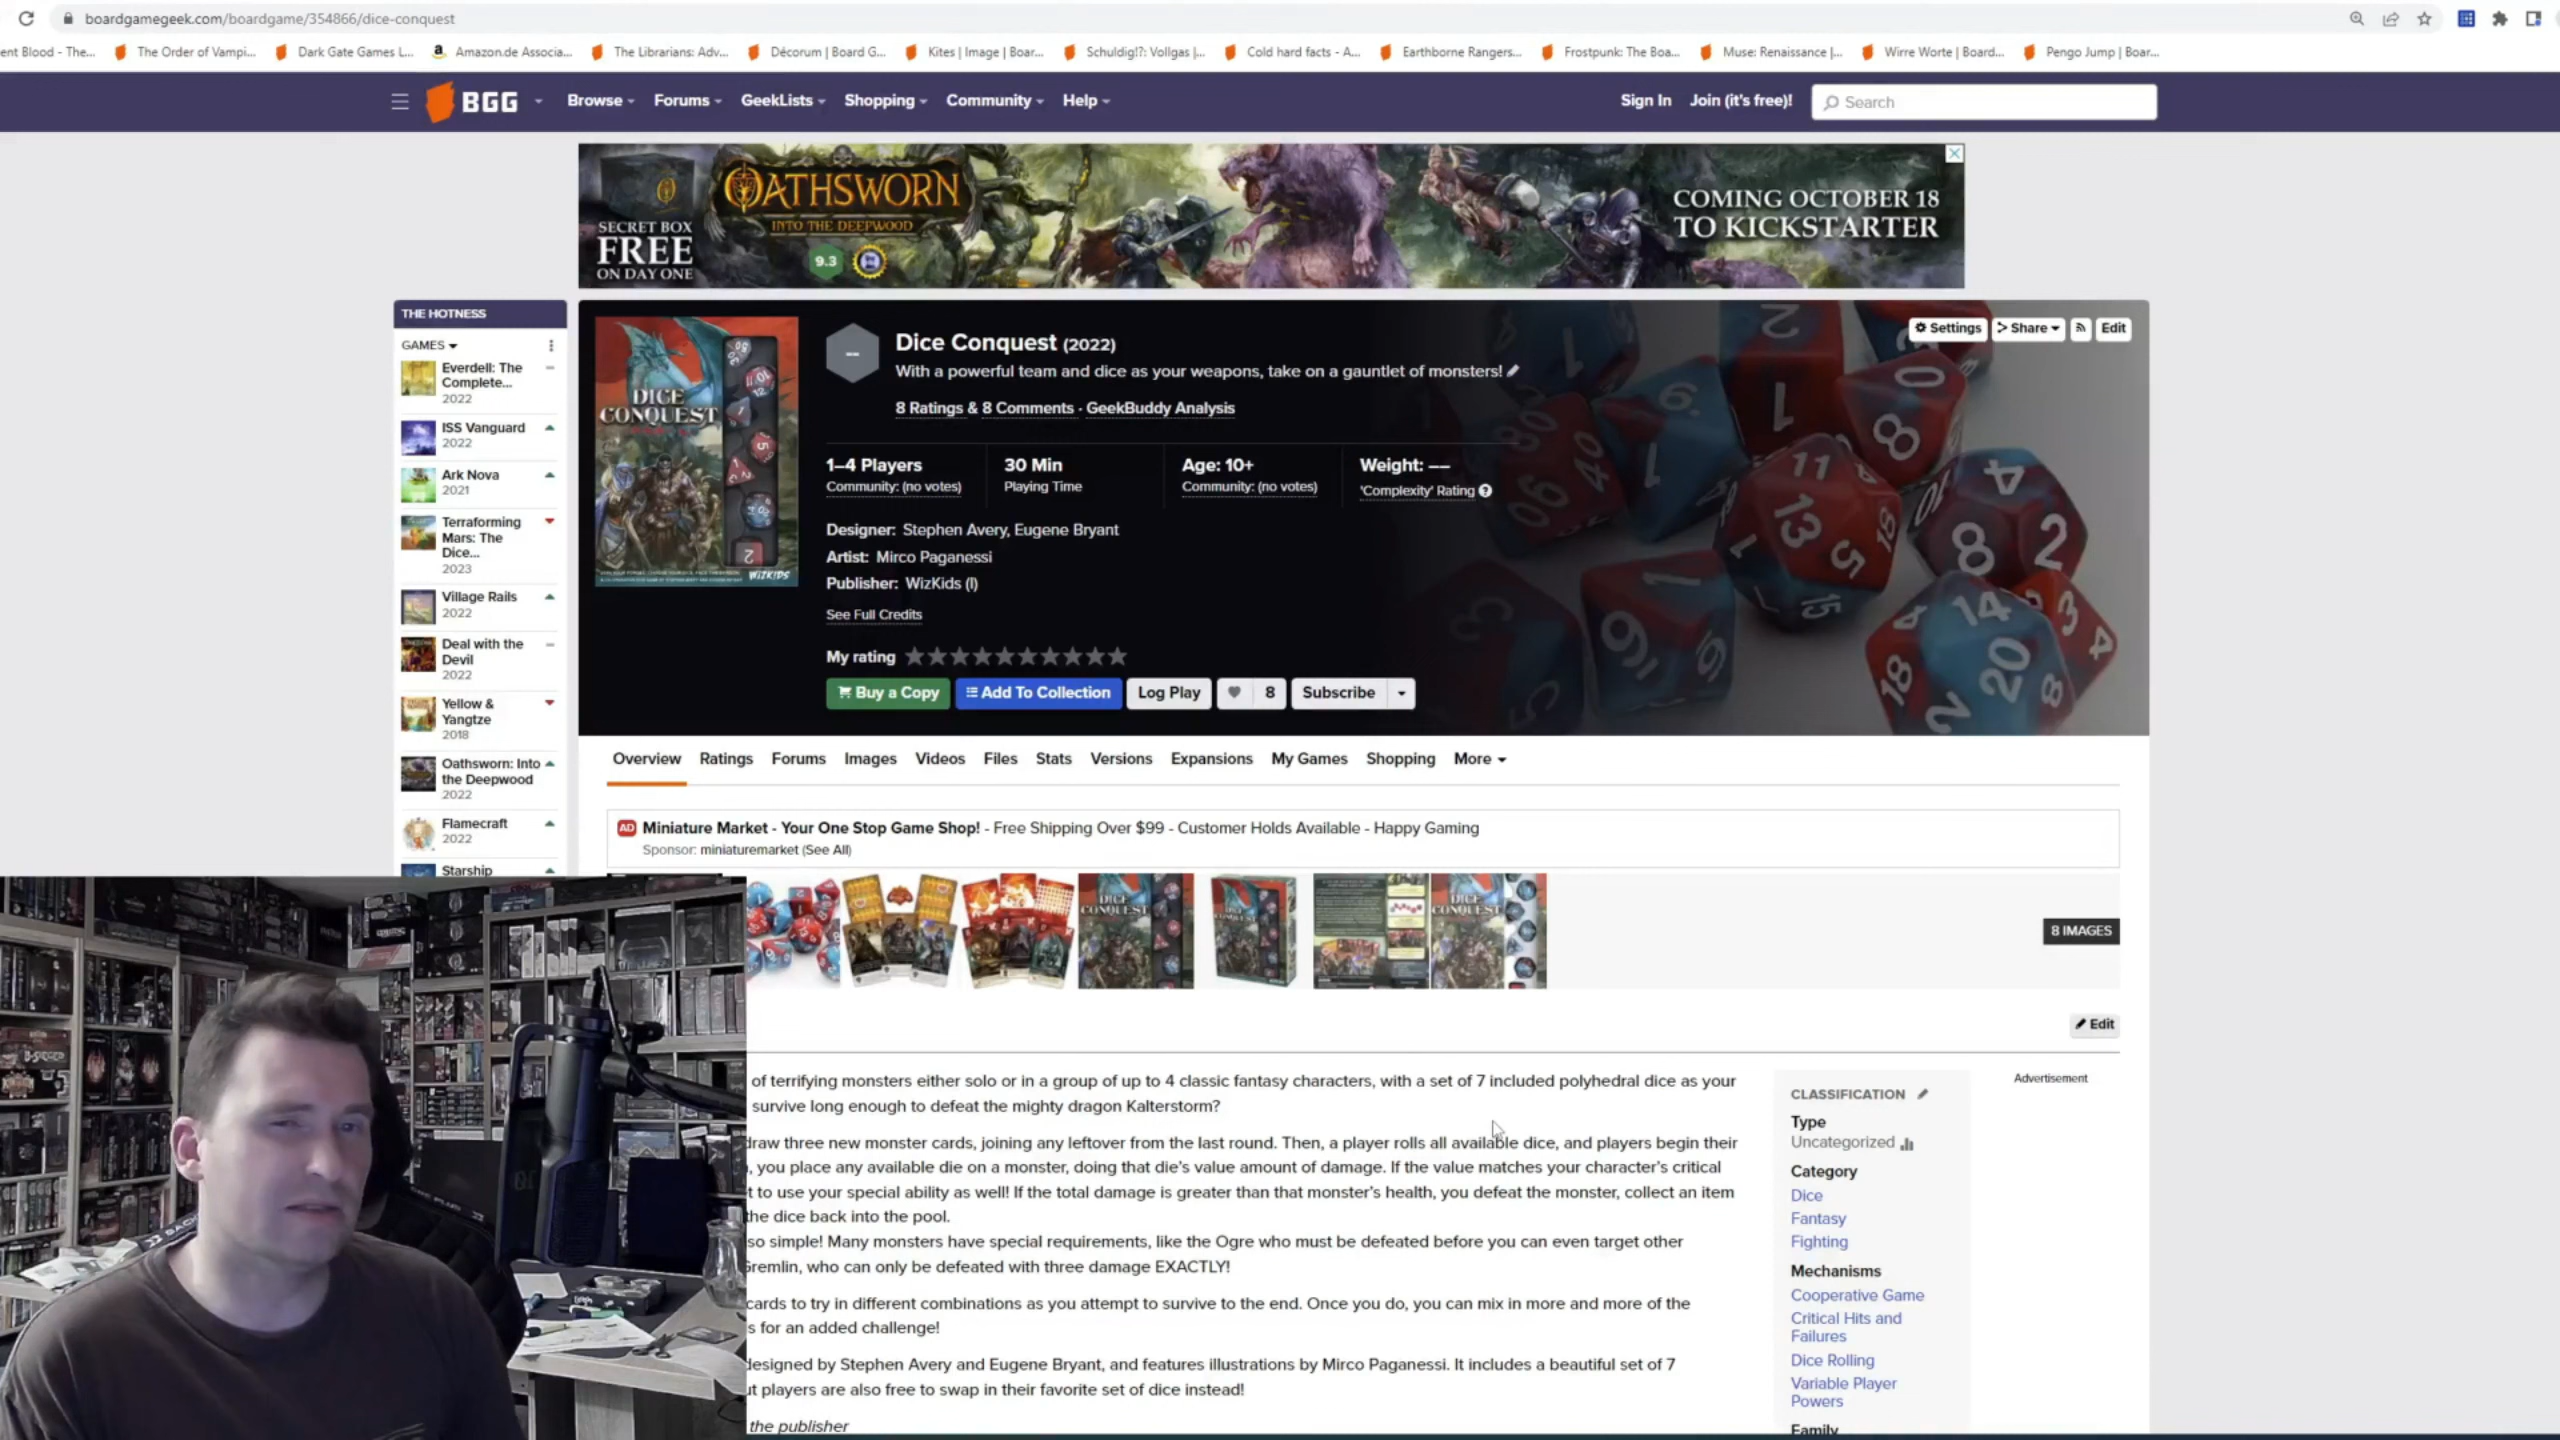 boardgamegeek.com/boardgame/354866/dice-conquest
ent Blood - The... The Order of Vampi... Dark Gate Games L... Amazon.de Associa... The Librarians: Adv... Décorum | Board G... Kites | Image | Boar... Schuldig!?: Vollgas |... Cold hard facts - A... Earthborne Rangers... Frostpunk: The Boa... Muse: Renaissance |... Wirre Worte | Board... Pengo Jump | Boar...
BGG Browse Forums GeekLists Shopping Community Help Sign In Join (it's free)! Search
SECRET BOX
FREE
ON DAY ONE
OATHSWORN
INTO THE DEEPWOOD
9.3
COMING OCTOBER 18
TO KICKSTARTER
THE HOTNESS
GAMES
Everdell: The
Complete...
2022
ISS Vanguard
2022
Ark Nova
2021
Terraforming
Mars: The
Dice...
2023
Village Rails
2022
Deal with the
Devil
2022
Yellow &
Yangtze
2018
Oathsworn: Into
the Deepwood
2022
Flamecraft
2022
Starship
DICE
CONQUEST
WIZKIDS
-- Dice Conquest (2022)
With a powerful team and dice as your weapons, take on a gauntlet of monsters!
8 Ratings & 8 Comments · GeekBuddy Analysis
Settings Share Edit
1–4 Players 30 Min Age: 10+ Weight: --
Community: (no votes) Playing Time Community: (no votes) 'Complexity' Rating
Designer: Stephen Avery, Eugene Bryant
Artist: Mirco Paganessi
Publisher: WizKids (I)
See Full Credits
My rating
Buy a Copy Add To Collection Log Play 8 Subscribe
Overview Ratings Forums Images Videos Files Stats Versions Expansions My Games Shopping More
AD Miniature Market - Your One Stop Game Shop! - Free Shipping Over $99 - Customer Holds Available - Happy Gaming
Sponsor: miniaturemarket (See All)
8 IMAGES
Edit
of terrifying monsters either solo or in a group of up to 4 classic fantasy characters, with a set of 7 included polyhedral dice as your
survive long enough to defeat the mighty dragon Kalterstorm?
draw three new monster cards, joining any leftover from the last round. Then, a player rolls all available dice, and players begin their
, you place any available die on a monster, doing that die's value amount of damage. If the value matches your character's critical
t to use your special ability as well! If the total damage is greater than that monster's health, you defeat the monster, collect an item
the dice back into the pool.
so simple! Many monsters have special requirements, like the Ogre who must be defeated before you can even target other
Gremlin, who can only be defeated with three damage EXACTLY!
cards to try in different combinations as you attempt to survive to the end. Once you do, you can mix in more and more of the
s for an added challenge!
designed by Stephen Avery and Eugene Bryant, and features illustrations by Mirco Paganessi. It includes a beautiful set of 7
ut players are also free to swap in their favorite set of dice instead!
the publisher
CLASSIFICATION
Type
Uncategorized
Category
Dice
Fantasy
Fighting
Mechanisms
Cooperative Game
Critical Hits and
Failures
Dice Rolling
Variable Player
Powers
Family
Advertisement